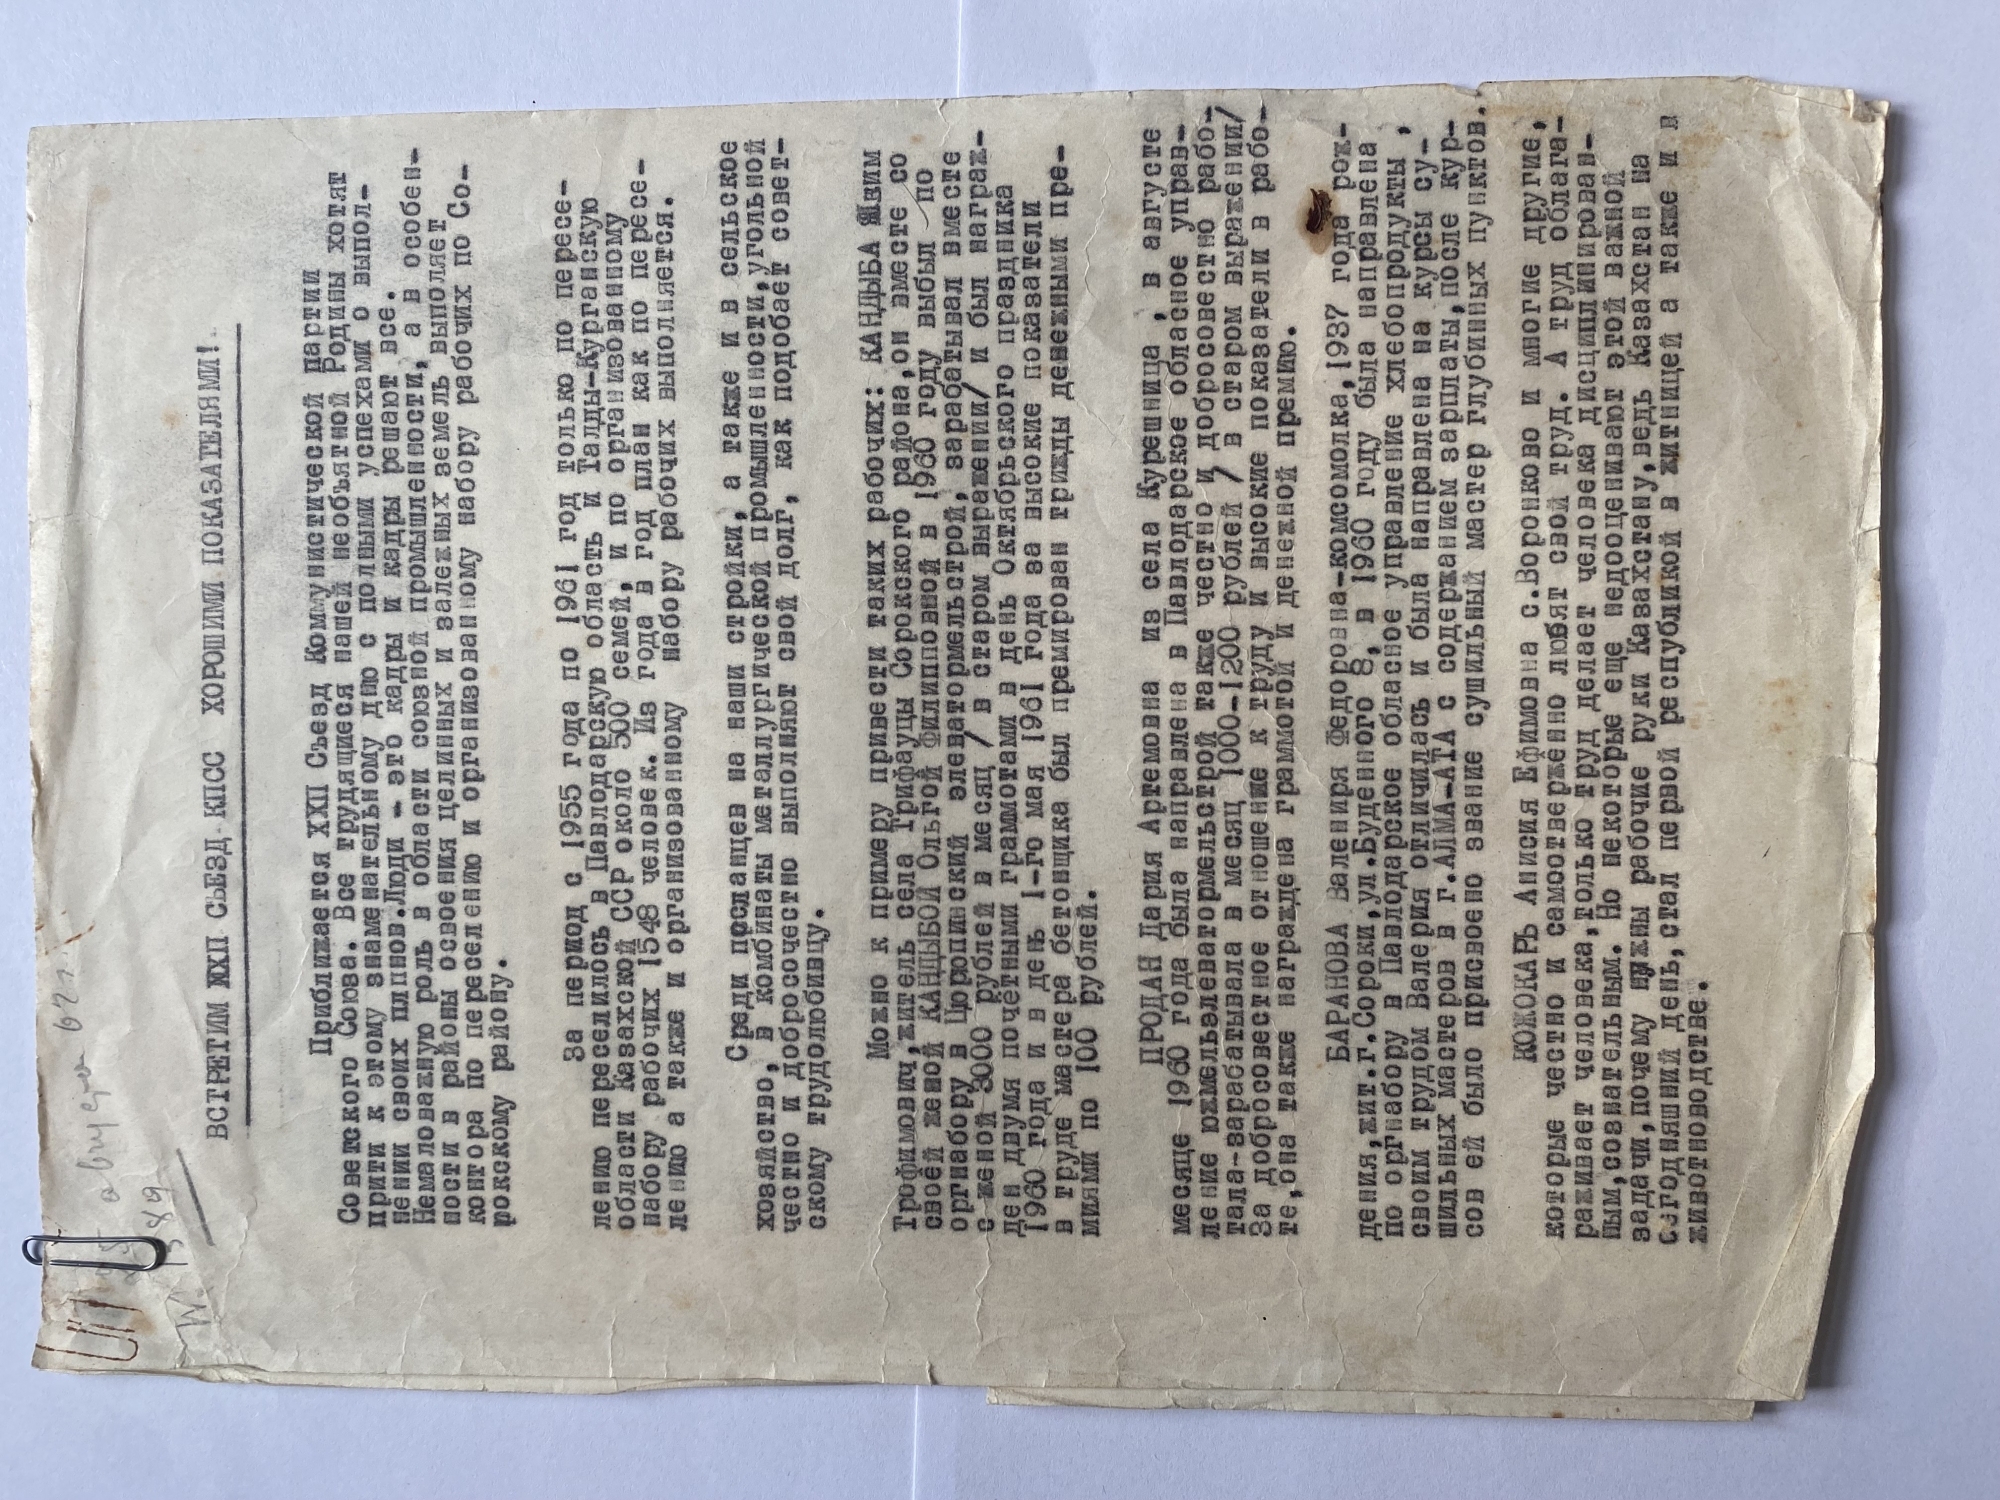 августа 62 г.
ВСТРЕТИМ XXII СЪЕЗД КПСС ХОРОШИМИ ПОКАЗАТЕЛЯМИ!
Приближается XXII Съезд Коммунистической партии
Советского Союза. Все трудящиеся нашей необъятной Родины хотят
прити к этому знаменательному дню с полными успехами о выпол-
нении своих планов.Люди - это кадры и кадры решают все.
Немаловажную роль в области союзной промышленности, а в особен-
ности в районы освоения целинных и залежных земель выполняет
контора по переселению и организованному набору рабочих по Со-
рокскому району.
За период с 1955 года по 1961 год только по пересе-
лению переселилось в Павлодарскую область и Талды-Курганскую
области Казахской ССР около 500 семей, и по организованному
набору рабочих 1548 человек. Из года в год план как по пересе-
лению а также и организованному набору рабочих выполняется.
Среди посланцев на наши стройки, а также и в сельское
хозяйство, в комбинаты металлургической промышленности,угольной
честно и добросочестно выполняют свой долг, как подобает совет-
скому трудолюбивцу.
Можно к примеру привести таких рабочих: КАНДЫБА Явим
Трофимович,житель села Трифауцы Сорокского района,он вместе со
своей женой КАНДЫБОЙ Ольгой Филипповной в 1960 году выбыл по
оргнабору в Цюрюпинский элеватормельстрой, зарабатывал вместе
с женой 3000 рублей в месяц / в старом выражении/ и был награж-
ден двумя почетными граммотами в день Октябрьского праздника
1960 года и в день 1-го мая 1961 года за высокие показатели
в труде мастера бетонщика был премирован трижды денежными пре-
миями по 100 рублей.
ПРОДАН Дария Артемовна из села Курешница , в августе
месяце 1960 года была направлена в Павлодарское областное управ-
ление южмельэлеватормельстрой также честно и добросовестно рабо-
тала-зарабатывала в месяц 1000-1200 рублей / в старом выражении/
За добросовестное отношение к труду и высокие показатели в рабо-
те,она также награждена граммотой и денежной премию.
БАРАНОВА Валениря Федоровна-комсомолка,1937 года рож-
дения,жит.г.Сороки,ул.Буденного 8, в 1960 году была направлена
по оргнабору в Павлодарское областное управление хлебопродукты ,
своим трудом Валерия отличилась и была направлена на курсы су-
шильных мастеров в г.АЛМА-АТА с содержанием зарплаты,после кур-
сов ей было присвоено звание сушильный мастер глубинных пунктов.
КОЖОКАРЬ Анисия Ефимовна с.Воронково и многие другие,
которые честно и самоотверженно любят свой труд. А труд облага-
раживает человека,только труд делает человека дисциплинирован-
ным,сознательным. Но некоторые еще недооценивают этой важной
задачи,почему нужны рабочие руки Казахстану,ведь Казахстан на
сегодняшний день,стал первой республикой в житницей а также и в
животноводстве.